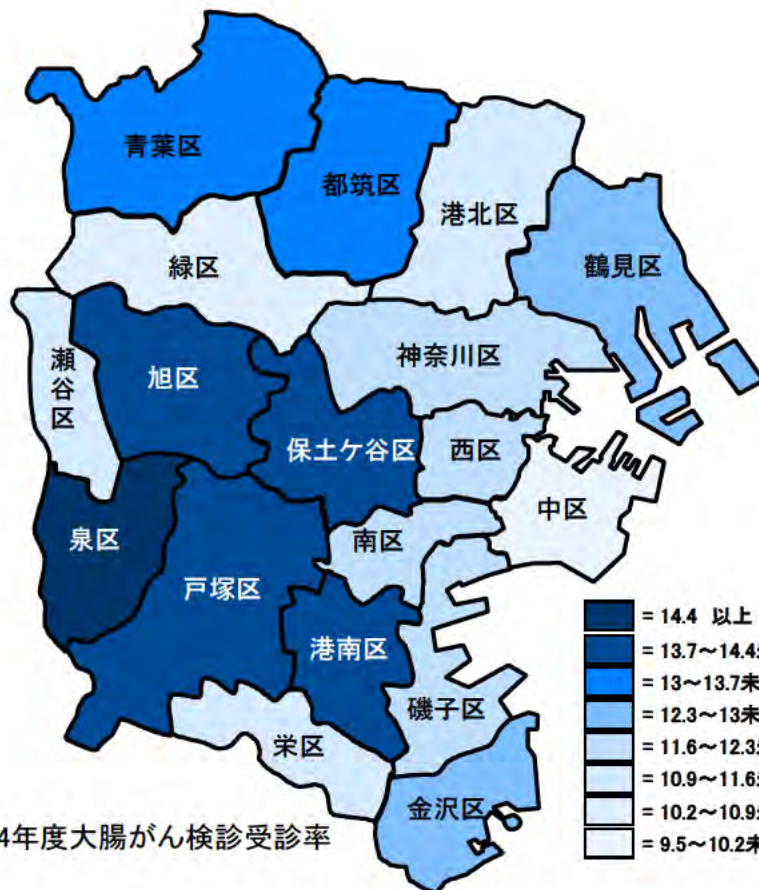 青葉区
都筑区
港北区
緑区
鶴見区
瀬谷区
旭区
神奈川区
保土ケ谷区
西区
中区
泉区
南区
戸塚区
港南区
磯子区
栄区
金沢区
= 14.4 以上
= 13.7～14.4
= 13～13.7未
= 12.3～13未
= 11.6～12.3
= 10.9～11.6
= 10.2～10.9
= 9.5～10.2未
4年度大腸がん検診受診率